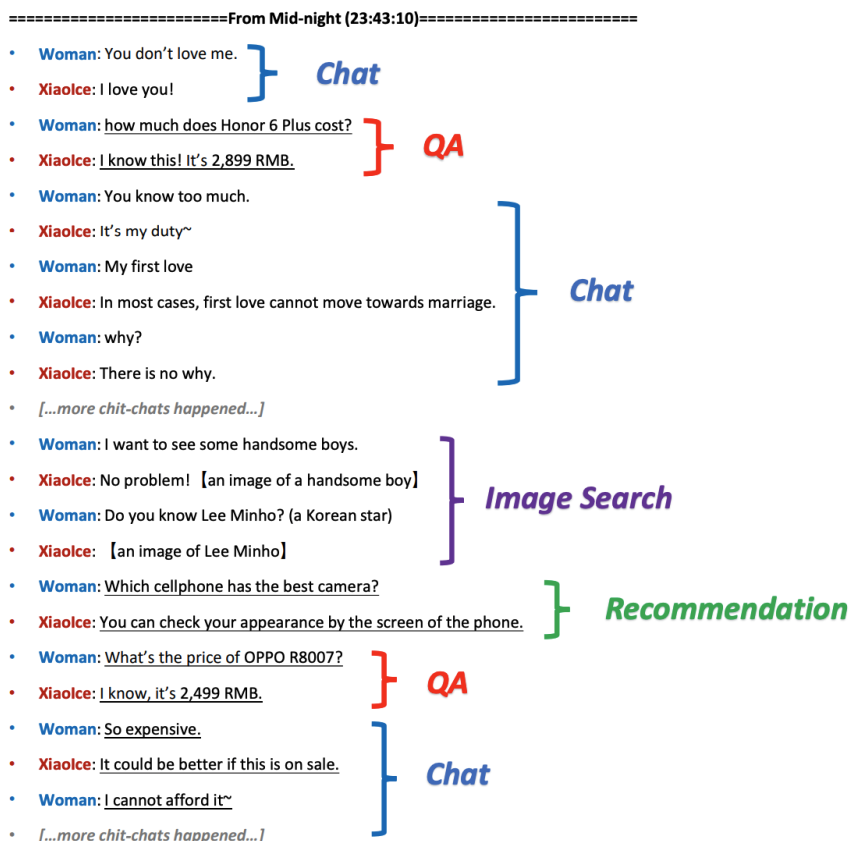 =========================From Mid-night (23:43:10)=========================
• Woman: You don’t love me.
• XiaoIce: I love you!
Chat
• Woman: how much does Honor 6 Plus cost?
• XiaoIce: I know this! It’s 2,899 RMB.
QA
• Woman: You know too much.
• XiaoIce: It’s my duty~
• Woman: My first love
• XiaoIce: In most cases, first love cannot move towards marriage.
• Woman: why?
• XiaoIce: There is no why.
Chat
• […more chit-chats happened…]
• Woman: I want to see some handsome boys.
• XiaoIce: No problem!【an image of a handsome boy】
• Woman: Do you know Lee Minho? (a Korean star)
• XiaoIce: 【an image of Lee Minho】
Image Search
• Woman: Which cellphone has the best camera?
• XiaoIce: You can check your appearance by the screen of the phone.
Recommendation
• Woman: What’s the price of OPPO R8007?
• XiaoIce: I know, it’s 2,499 RMB.
QA
• Woman: So expensive.
• XiaoIce: It could be better if this is on sale.
• Woman: I cannot afford it~
Chat
• […more chit-chats happened…]